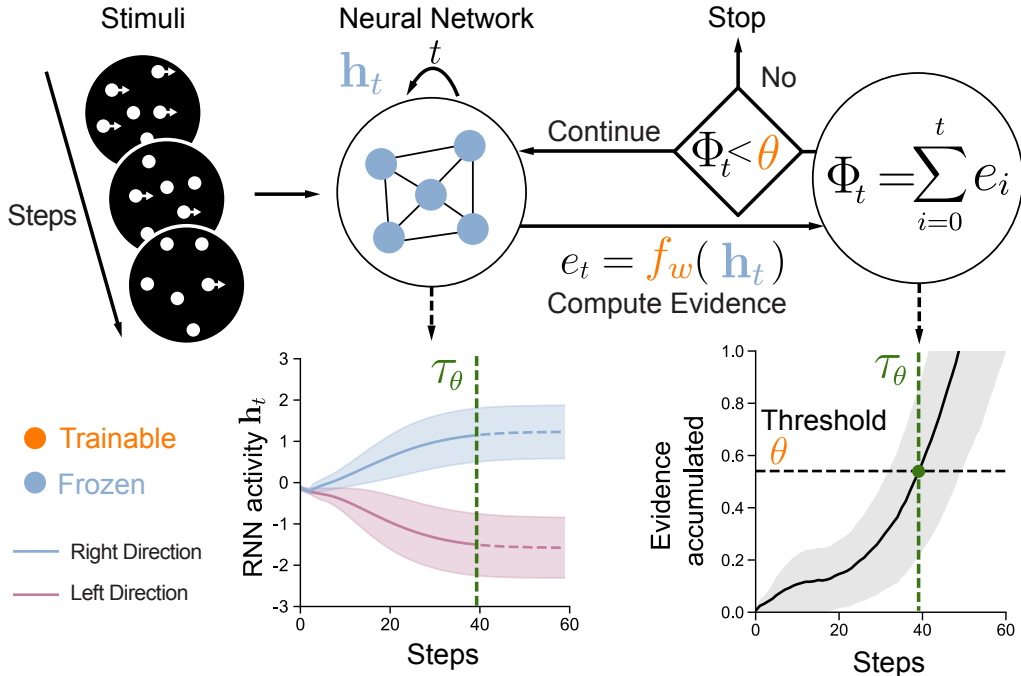 Stimuli
Neural Network
Stop
No
Continue
h_t
t
Φ_t < θ
Φ_t = ∑_{i=0}^{t} e_i
Steps
e_t = f_w( h_t )
Compute Evidence
Trainable
Frozen
Right Direction
Left Direction
RNN activity h_t
3
2
1
0
-1
-2
-3
τ_θ
0
20
40
60
Steps
Evidence
accumulated
1.0
0.8
0.6
0.4
0.2
0.0
τ_θ
Threshold
θ
0
20
40
60
Steps